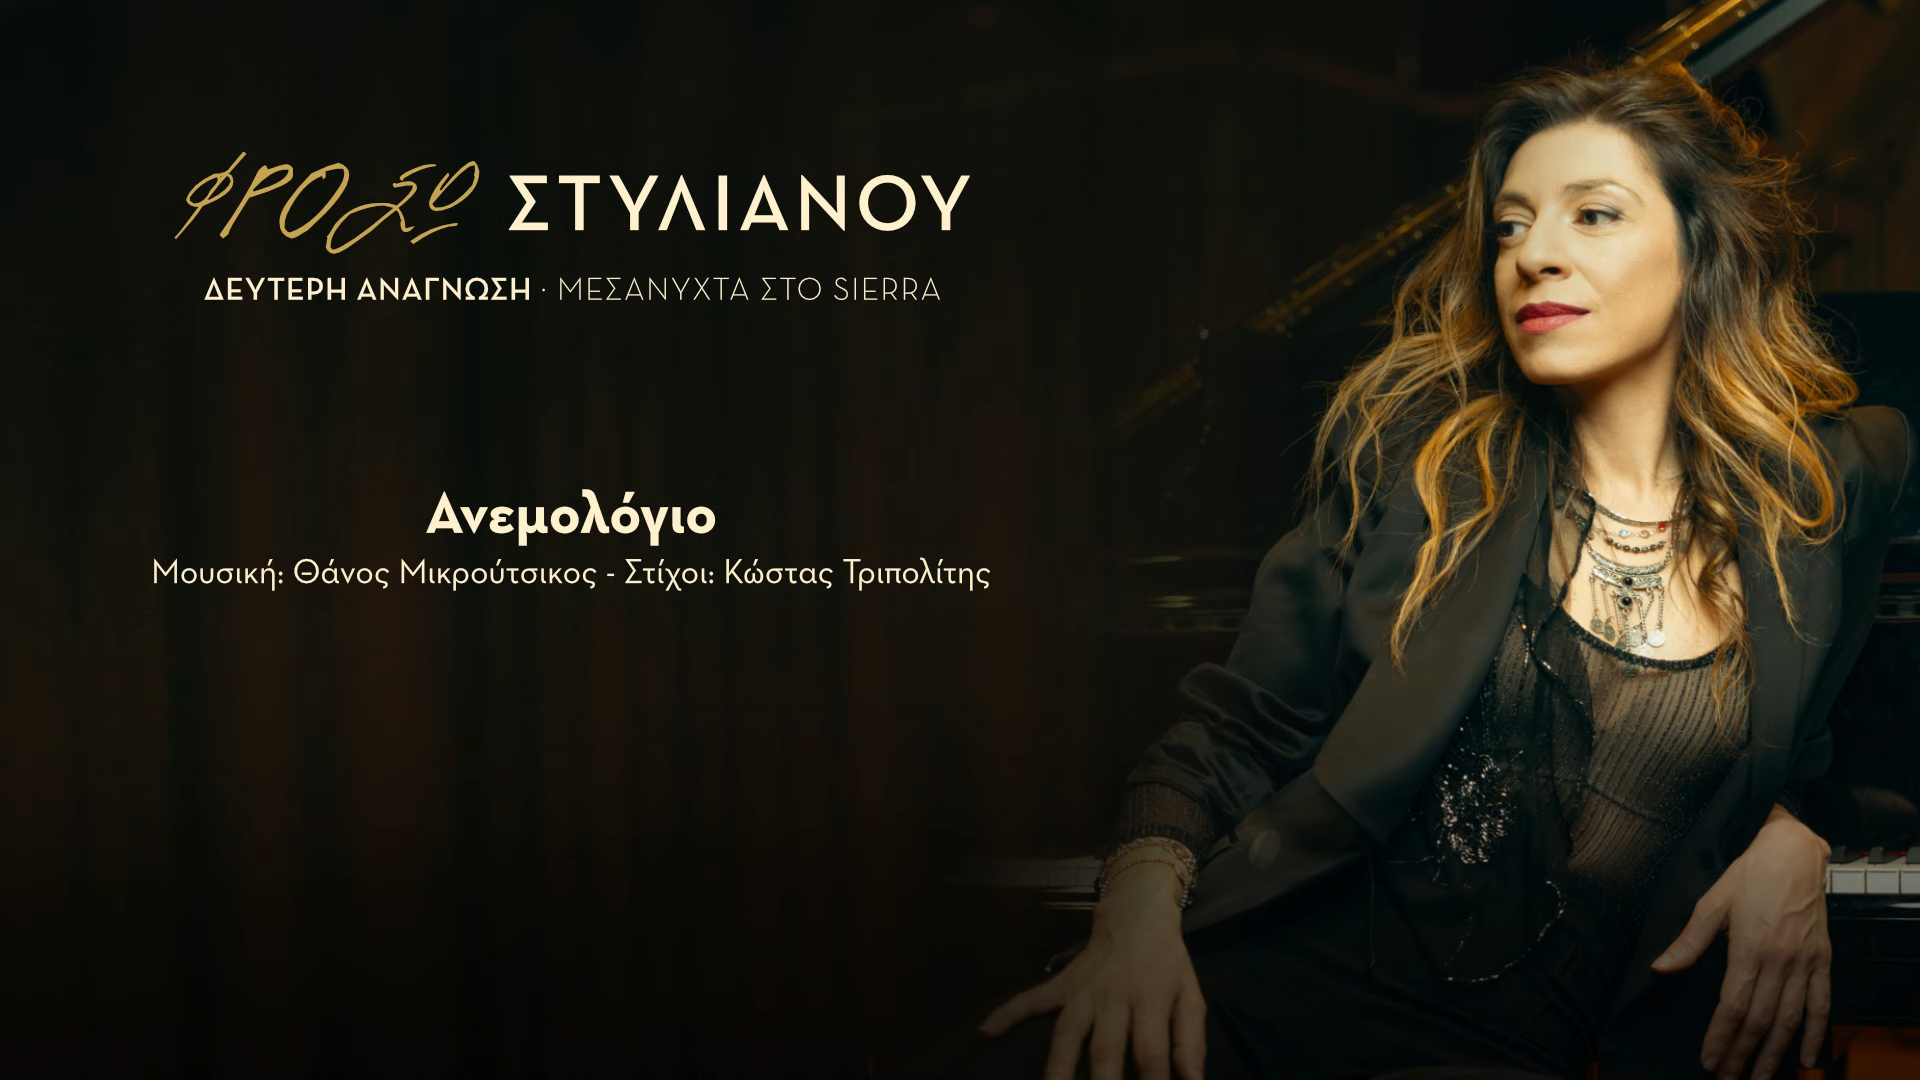 ΦΡΟΣΩ ΣΤΥΛΙΑΝΟΥ
ΔΕΥΤΕΡΗ ΑΝΑΓΝΩΣΗ · ΜΕΣΑΝΥΧΤΑ ΣΤΟ SIERRA
Ανεμολόγιο
Μουσική: Θάνος Μικρούτσικος - Στίχοι: Κώστας Τριπολίτης